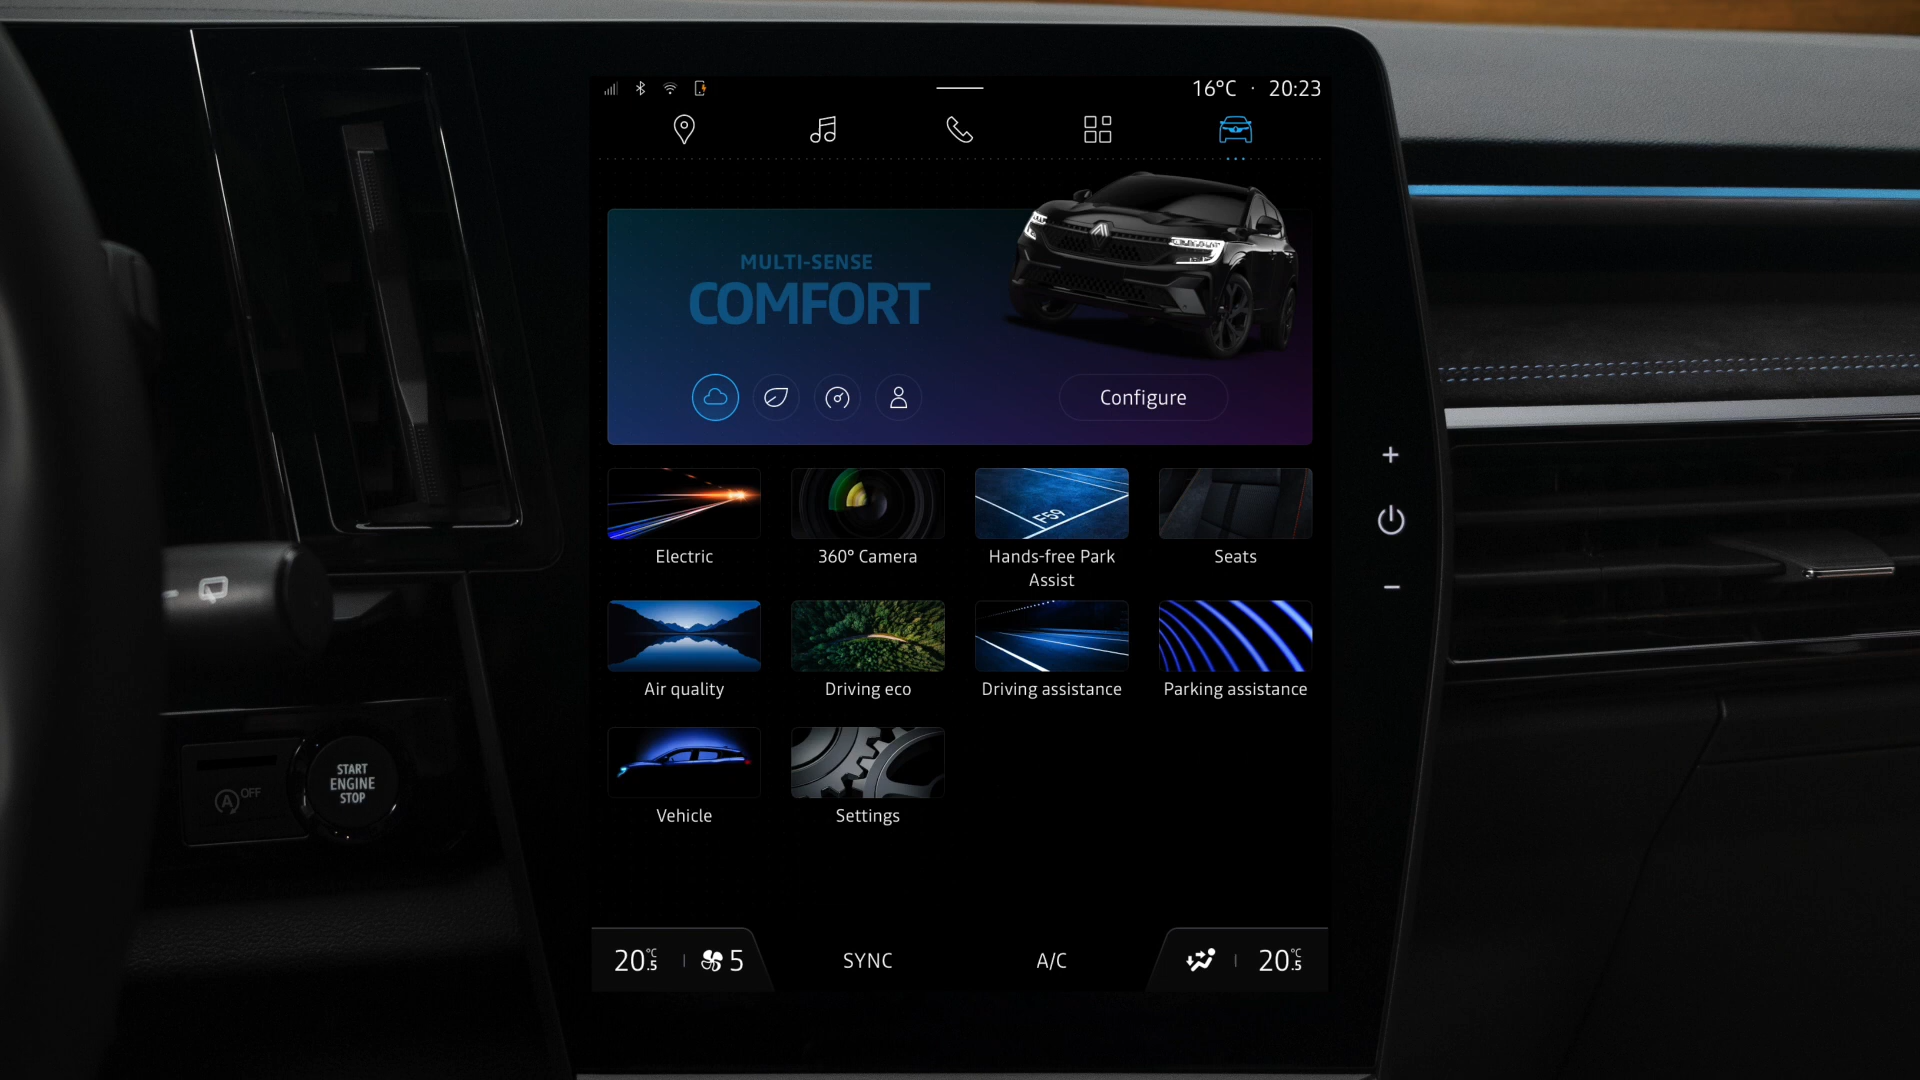 16°C · 20:23
MULTI-SENSE
COMFORT
Configure
F59
Electric
360° Camera
Hands-free Park
Assist
Seats
Air quality
Driving eco
Driving assistance
Parking assistance
Vehicle
Settings
A OFF
START
ENGINE
STOP
20.5°C
5
SYNC
A/C
20.5°C